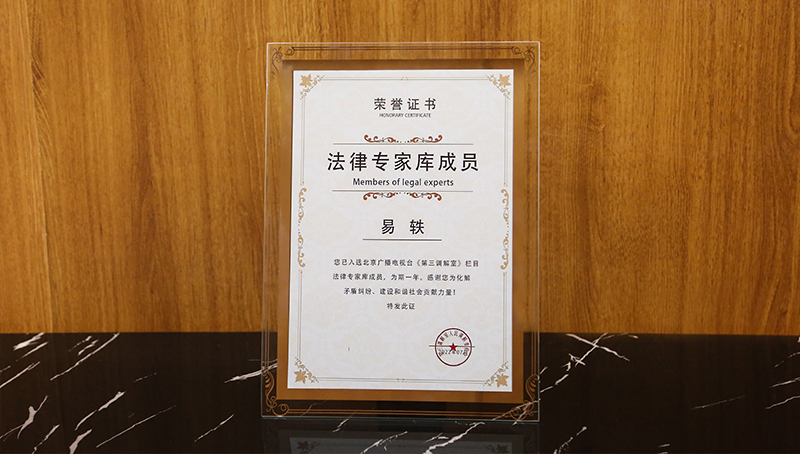 荣誉证书
HONORARY CERTIFICATE
法律专家库成员
Members of legal experts
易轶
您已入选北京广播电视台《第三调解室》栏目
法律专家库成员，为期一年。感谢您为化解
矛盾纠纷、建设和谐社会贡献力量！
特发此证